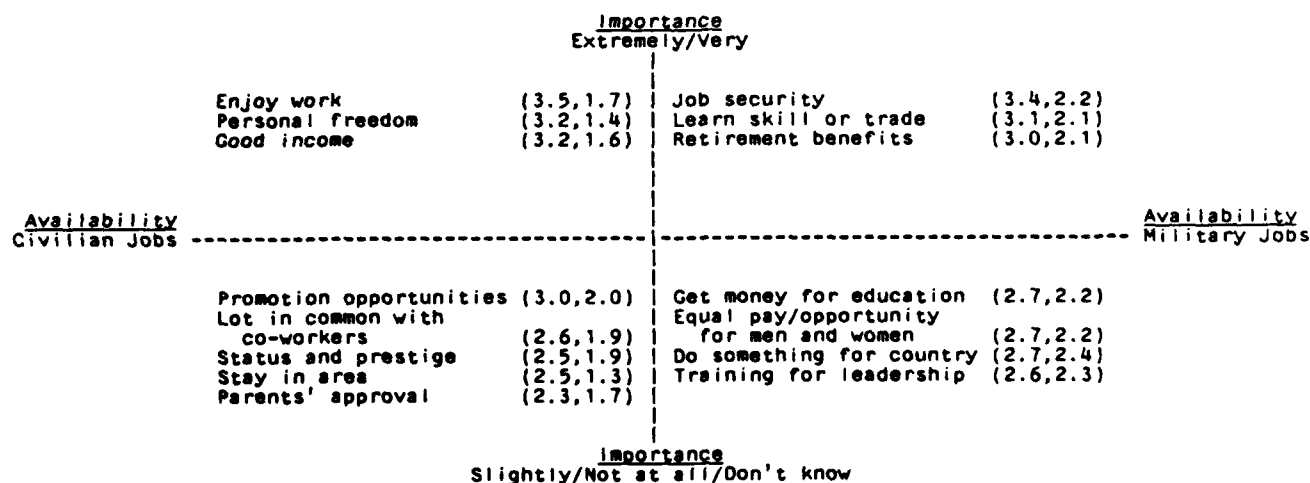 Importance
Extremely/Very
Enjoy work (3.5,1.7) Job security (3.4,2.2)
Personal freedom (3.2,1.4) Learn skill or trade (3.1,2.1)
Good income (3.2,1.6) Retirement benefits (3.0,2.1)
Availability Availability
Civilian Jobs Military Jobs
Promotion opportunities (3.0,2.0) Get money for education (2.7,2.2)
Lot in common with Equal pay/opportunity
co-workers (2.6,1.9) for men and women (2.7,2.2)
Status and prestige (2.5,1.9) Do something for country (2.7,2.4)
Stay in area (2.5,1.3) Training for leadership (2.6,2.3)
Parents' approval (2.3,1.7)
Importance
Slightly/Not at all/Don't know